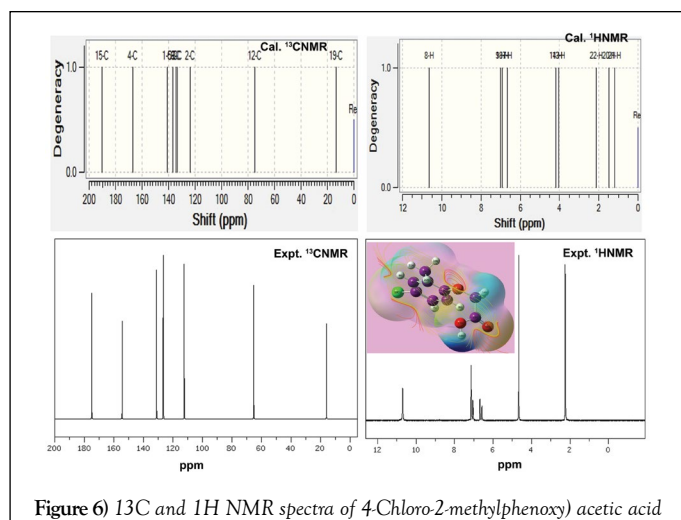 Cal. ¹³CNMR
15-C 4-C 2-C 12-C 19-C
Degeneracy
1.0
0.0
Re
200 180 160 140 120 100 80 60 40 20 0
Shift (ppm)
Cal. ¹HNMR
8-H 22-H
Degeneracy
1.0
0.0
Re
12 10 8 6 4 2 0
Shift (ppm)
Expt. ¹³CNMR
200 180 160 140 120 100 80 60 40 20 0
ppm
Expt. ¹HNMR
12 10 8 6 4 2 0
ppm
Figure 6) 13C and 1H NMR spectra of 4-Chloro-2-methylphenoxy) acetic acid